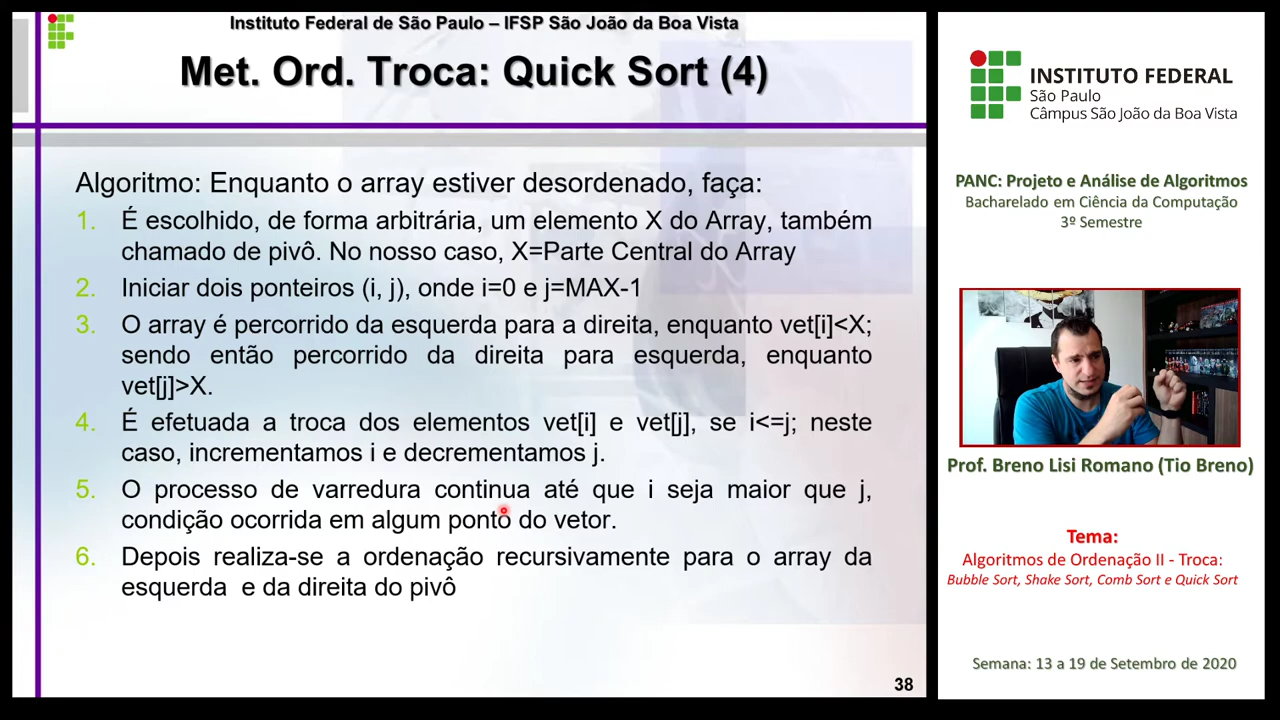 Instituto Federal de São Paulo – IFSP São João da Boa Vista
Met. Ord. Troca: Quick Sort (4)
Algoritmo: Enquanto o array estiver desordenado, faça:
1. É escolhido, de forma arbitrária, um elemento X do Array, também
chamado de pivô. No nosso caso, X=Parte Central do Array
2. Iniciar dois ponteiros (i, j), onde i=0 e j=MAX-1
3. O array é percorrido da esquerda para a direita, enquanto vet[i]<X;
sendo então percorrido da direita para esquerda, enquanto
vet[j]>X.
4. É efetuada a troca dos elementos vet[i] e vet[j], se i<=j; neste
caso, incrementamos i e decrementamos j.
5. O processo de varredura continua até que i seja maior que j,
condição ocorrida em algum ponto do vetor.
6. Depois realiza-se a ordenação recursivamente para o array da
esquerda e da direita do pivô
38
INSTITUTO FEDERAL
São Paulo
Câmpus São João da Boa Vista
PANC: Projeto e Análise de Algoritmos
Bacharelado em Ciência da Computação
3º Semestre
Prof. Breno Lisi Romano (Tio Breno)
Tema:
Algoritmos de Ordenação II - Troca:
Bubble Sort, Shake Sort, Comb Sort e Quick Sort
Semana: 13 a 19 de Setembro de 2020